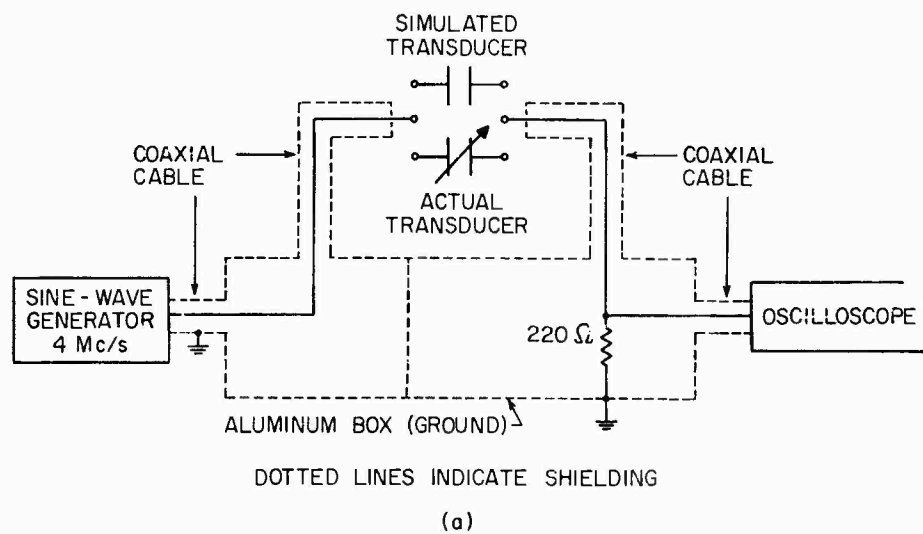 SIMULATED
TRANSDUCER
COAXIAL
CABLE
ACTUAL
TRANSDUCER
COAXIAL
CABLE
SINE-WAVE
GENERATOR
4 Mc/s
220 Ω
OSCILLOSCOPE
ALUMINUM BOX (GROUND)
DOTTED LINES INDICATE SHIELDING
(a)